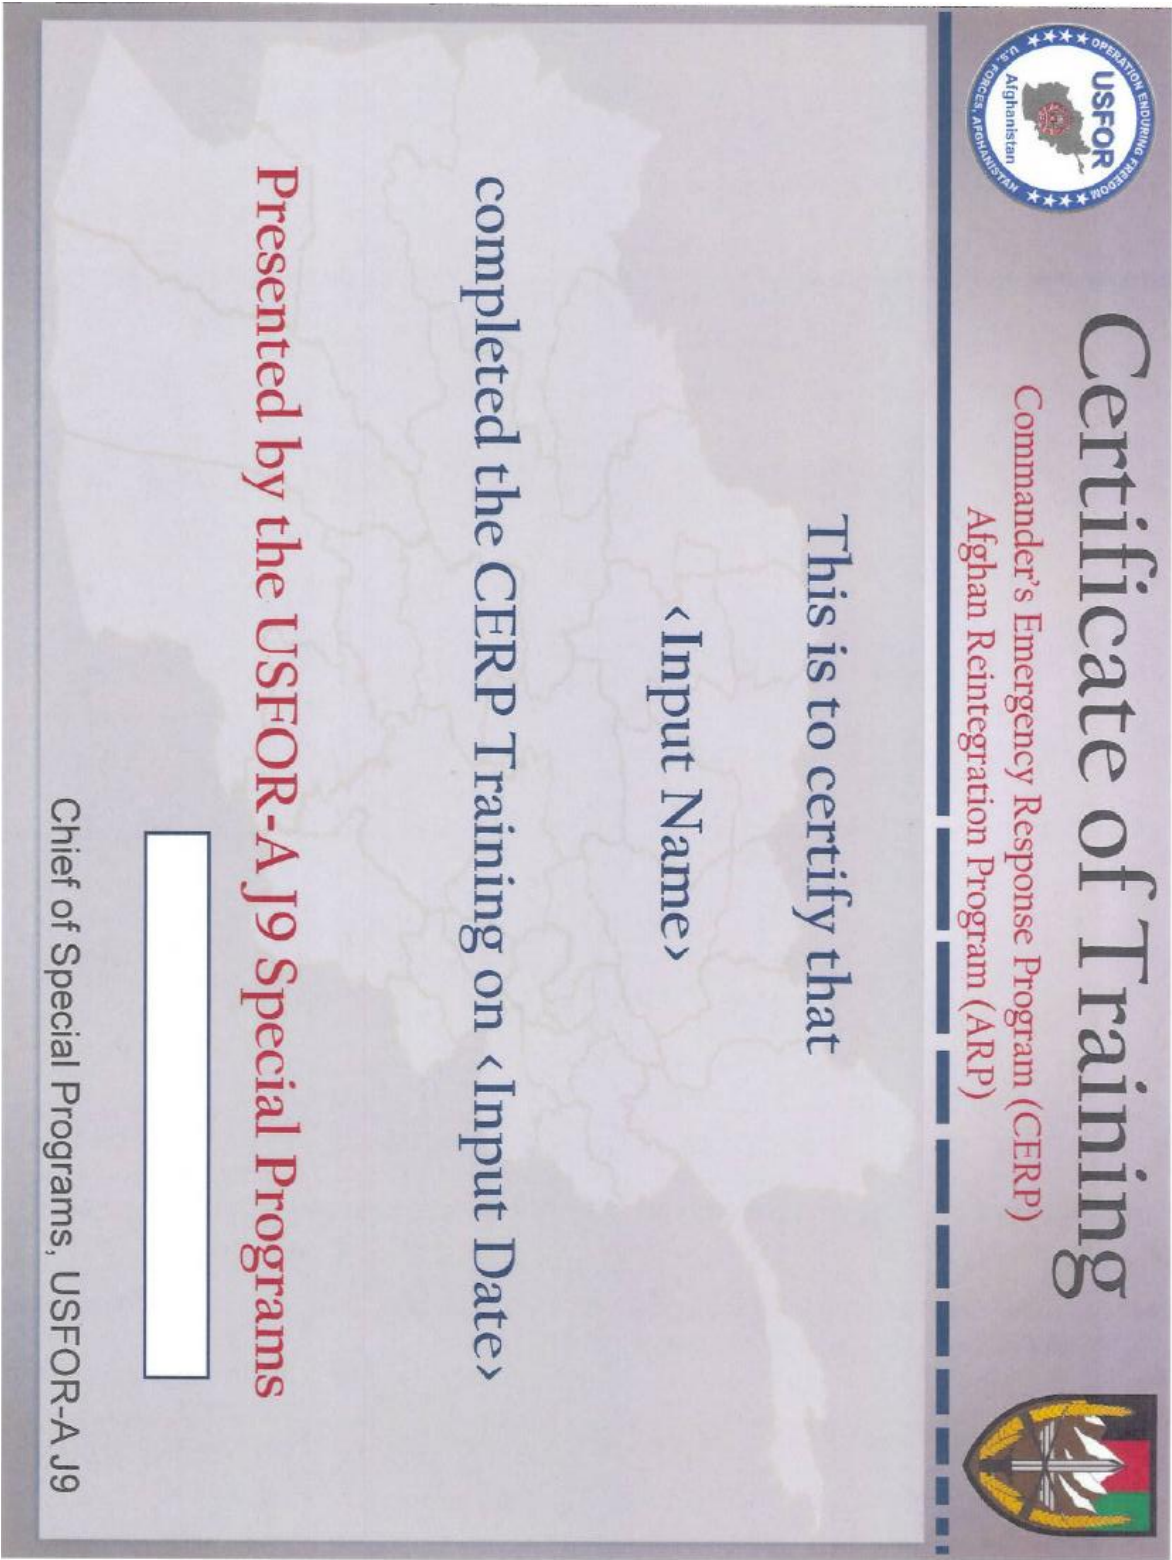 OPERATION ENDURING FREEDOM
USFOR
Afghanistan
U.S. FORCES, AFGHANISTAN
Certificate of Training
Commander's Emergency Response Program (CERP)
Afghan Reintegration Program (ARP)
This is to certify that
<Input Name>
completed the CERP Training on <Input Date>
Presented by the USFOR-A J9 Special Programs
Chief of Special Programs, USFOR-A J9